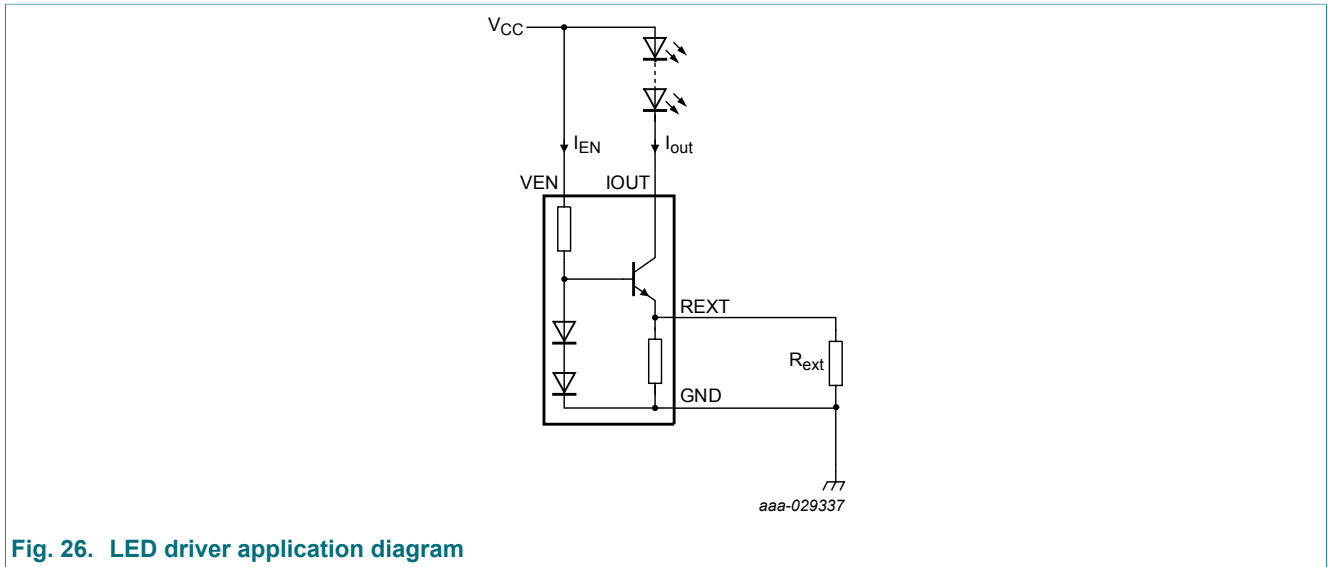 VCC
IEN
Iout
VEN
IOUT
REXT
Rext
GND
aaa-029337
Fig. 26. LED driver application diagram